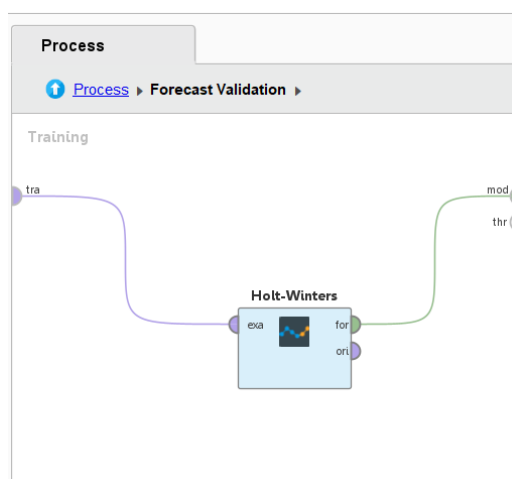 Process
Process Forecast Validation
Training
tra
mod
thr
Holt-Winters
exa for
ori